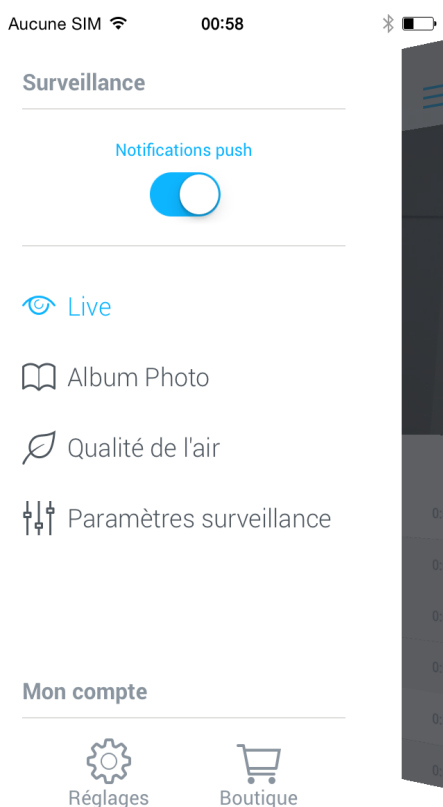 Aucune SIM 00:58
Surveillance
Notifications push
Live
Album Photo
Qualité de l'air
Paramètres surveillance
Mon compte
Réglages Boutique